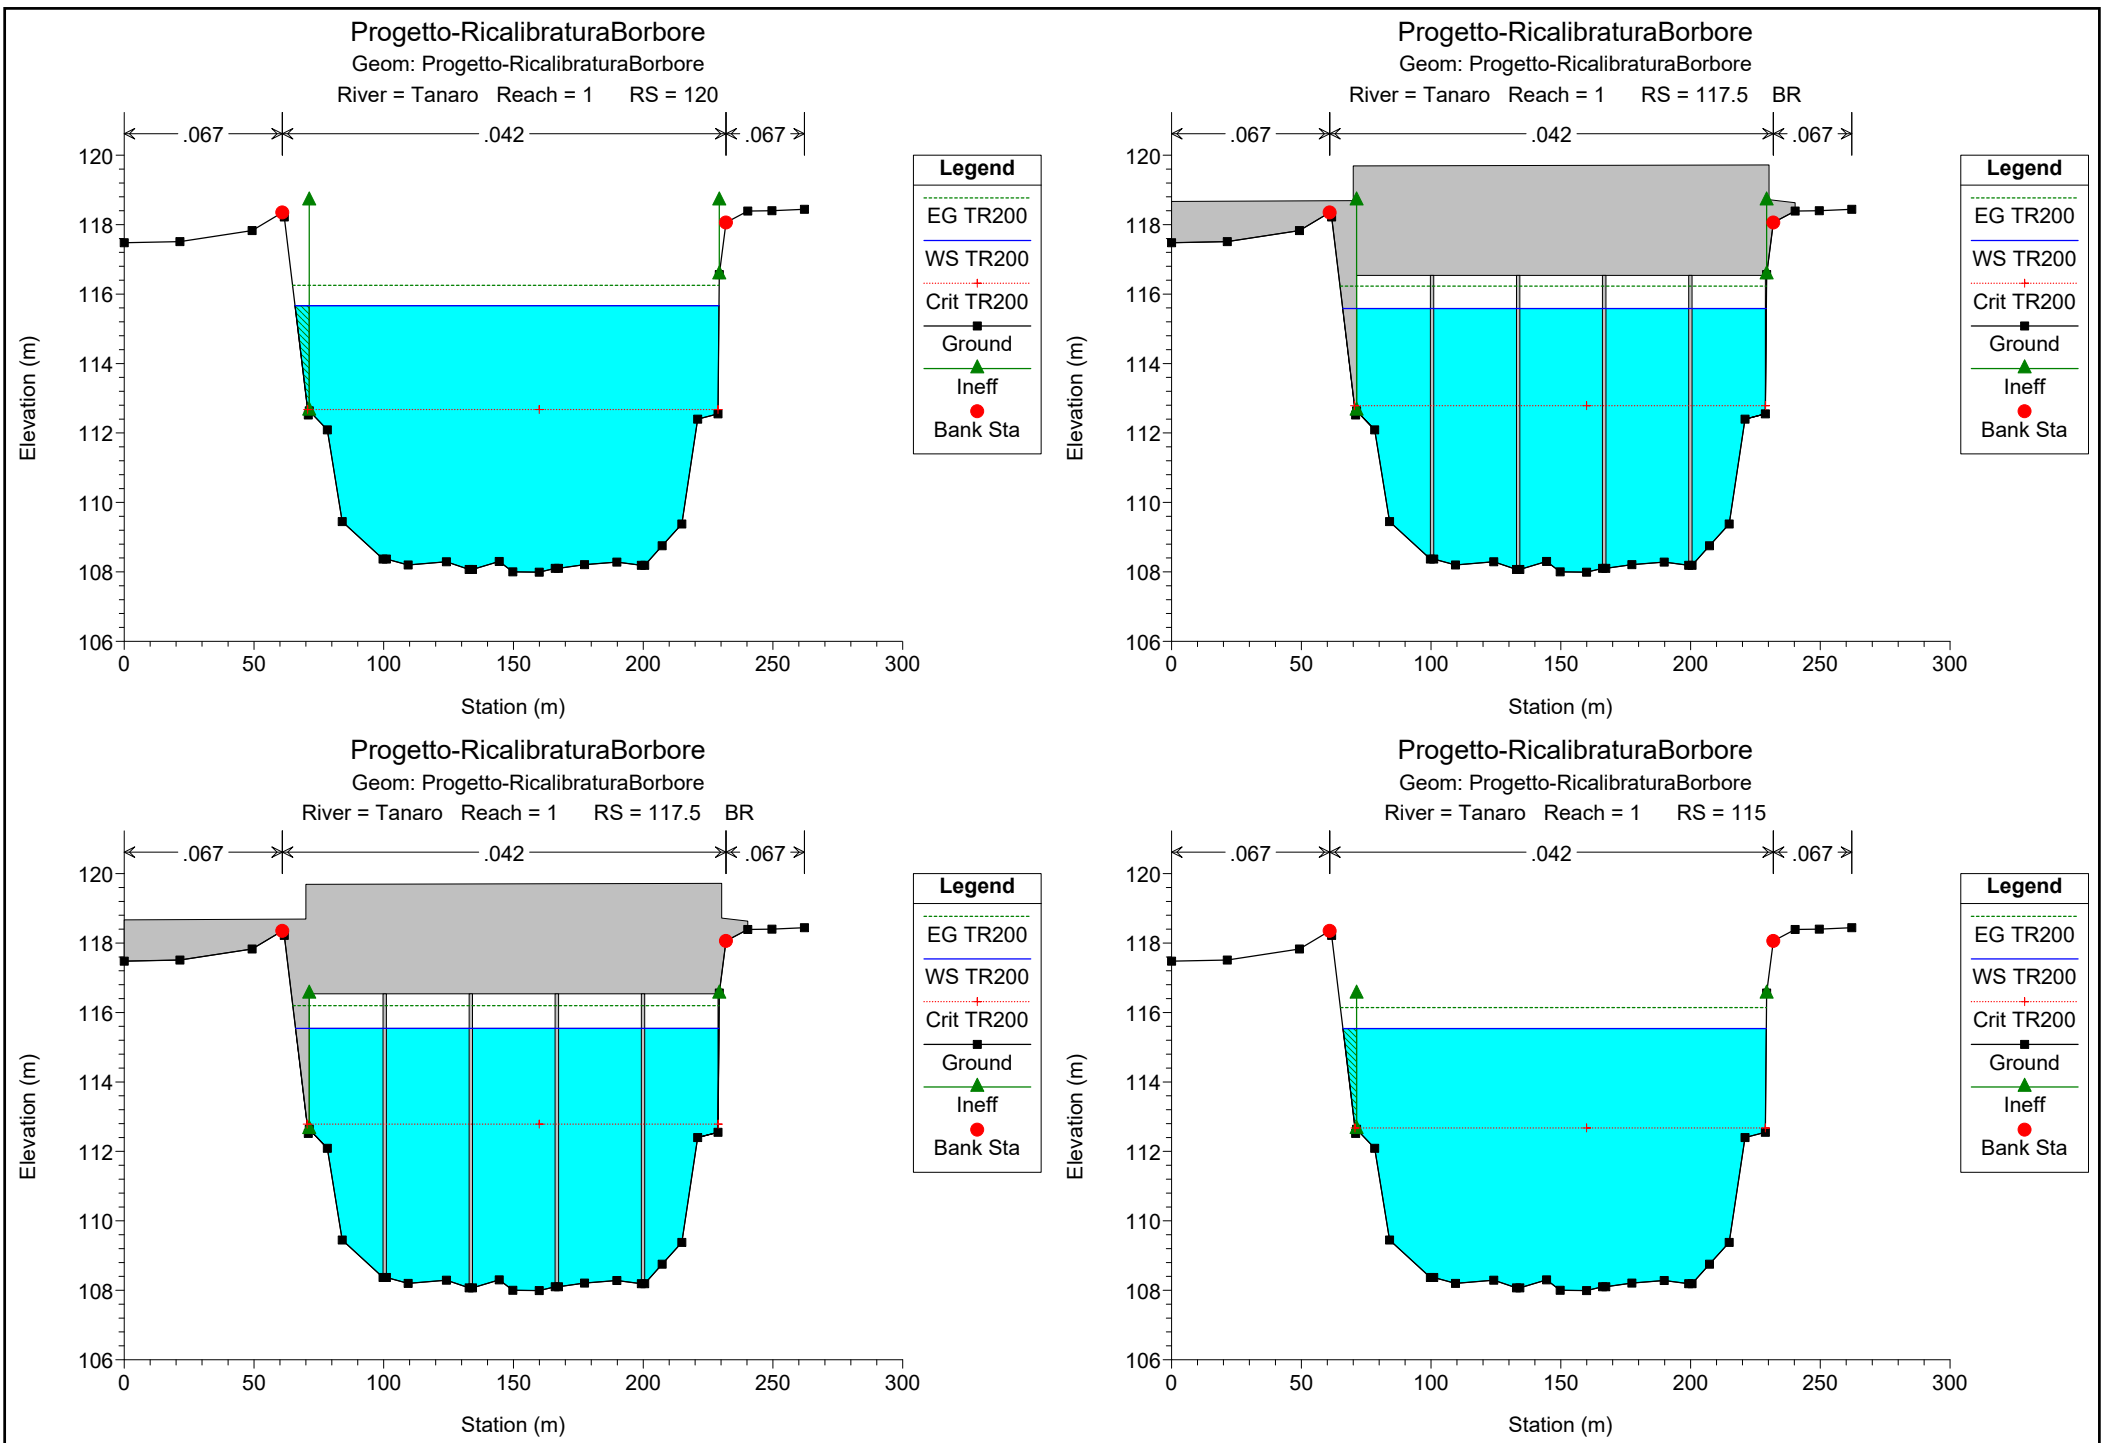 Progetto-RicalibraturaBorbore
Geom: Progetto-RicalibraturaBorbore
River = Tanaro Reach = 1 RS = 120
.067 .042 .067
120
118
116
114
112
110
108
106
Elevation (m)
0 50 100 150 200 250 300
Station (m)
Legend
EG TR200
WS TR200
Crit TR200
Ground
Ineff
Bank Sta
Progetto-RicalibraturaBorbore
Geom: Progetto-RicalibraturaBorbore
River = Tanaro Reach = 1 RS = 117.5 BR
.067 .042 .067
120
118
116
114
112
110
108
106
Elevation (m)
0 50 100 150 200 250 300
Station (m)
Legend
EG TR200
WS TR200
Crit TR200
Ground
Ineff
Bank Sta
Progetto-RicalibraturaBorbore
Geom: Progetto-RicalibraturaBorbore
River = Tanaro Reach = 1 RS = 117.5 BR
.067 .042 .067
120
118
116
114
112
110
108
106
Elevation (m)
0 50 100 150 200 250 300
Station (m)
Legend
EG TR200
WS TR200
Crit TR200
Ground
Ineff
Bank Sta
Progetto-RicalibraturaBorbore
Geom: Progetto-RicalibraturaBorbore
River = Tanaro Reach = 1 RS = 115
.067 .042 .067
120
118
116
114
112
110
108
106
Elevation (m)
0 50 100 150 200 250 300
Station (m)
Legend
EG TR200
WS TR200
Crit TR200
Ground
Ineff
Bank Sta